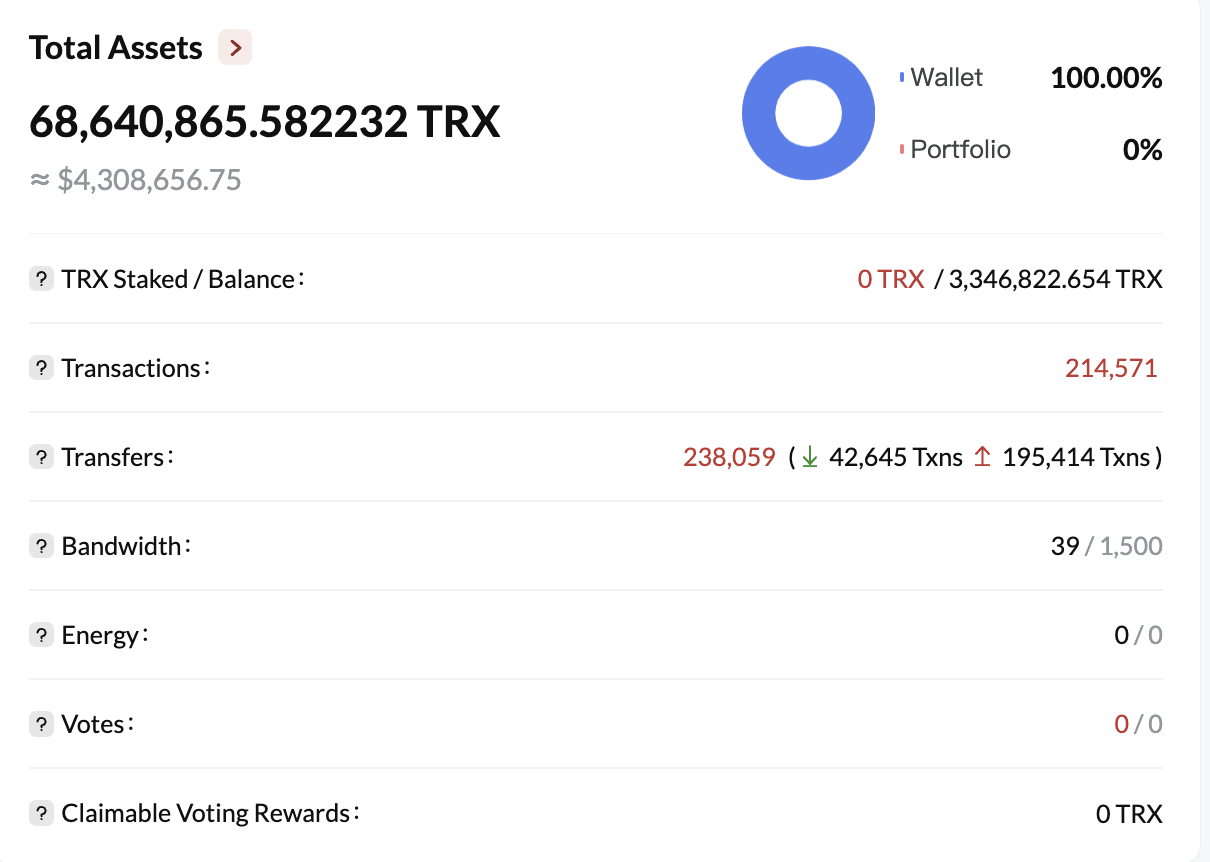 Total Assets
68,640,865.582232 TRX
≈ $4,308,656.75
Wallet 100.00%
Portfolio 0%
? TRX Staked / Balance: 0 TRX / 3,346,822.654 TRX
? Transactions: 214,571
? Transfers: 238,059 ( ↓ 42,645 Txns ↑ 195,414 Txns )
? Bandwidth: 39 / 1,500
? Energy: 0 / 0
? Votes: 0 / 0
? Claimable Voting Rewards: 0 TRX